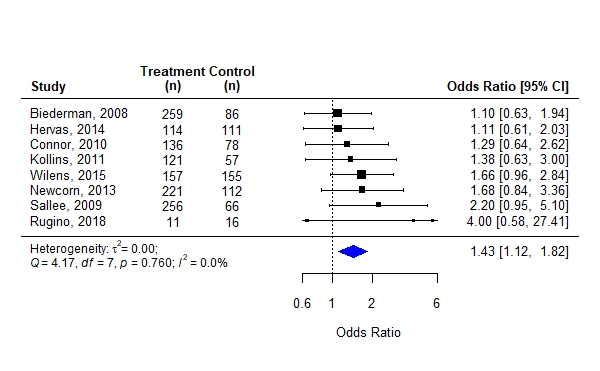 Treatment Control
Study (n) (n) Odds Ratio [95% CI]
Biederman, 2008 259 86 1.10 [0.63, 1.94]
Hervas, 2014 114 111 1.11 [0.61, 2.03]
Connor, 2010 136 78 1.29 [0.64, 2.62]
Kollins, 2011 121 57 1.38 [0.63, 3.00]
Wilens, 2015 157 155 1.66 [0.96, 2.84]
Newcorn, 2013 221 112 1.68 [0.84, 3.36]
Sallee, 2009 256 66 2.20 [0.95, 5.10]
Rugino, 2018 11 16 4.00 [0.58, 27.41]
Heterogeneity: τ²= 0.00; 1.43 [1.12, 1.82]
Q = 4.17, df = 7, p = 0.760; I² = 0.0%
0.6 1 2 6
Odds Ratio